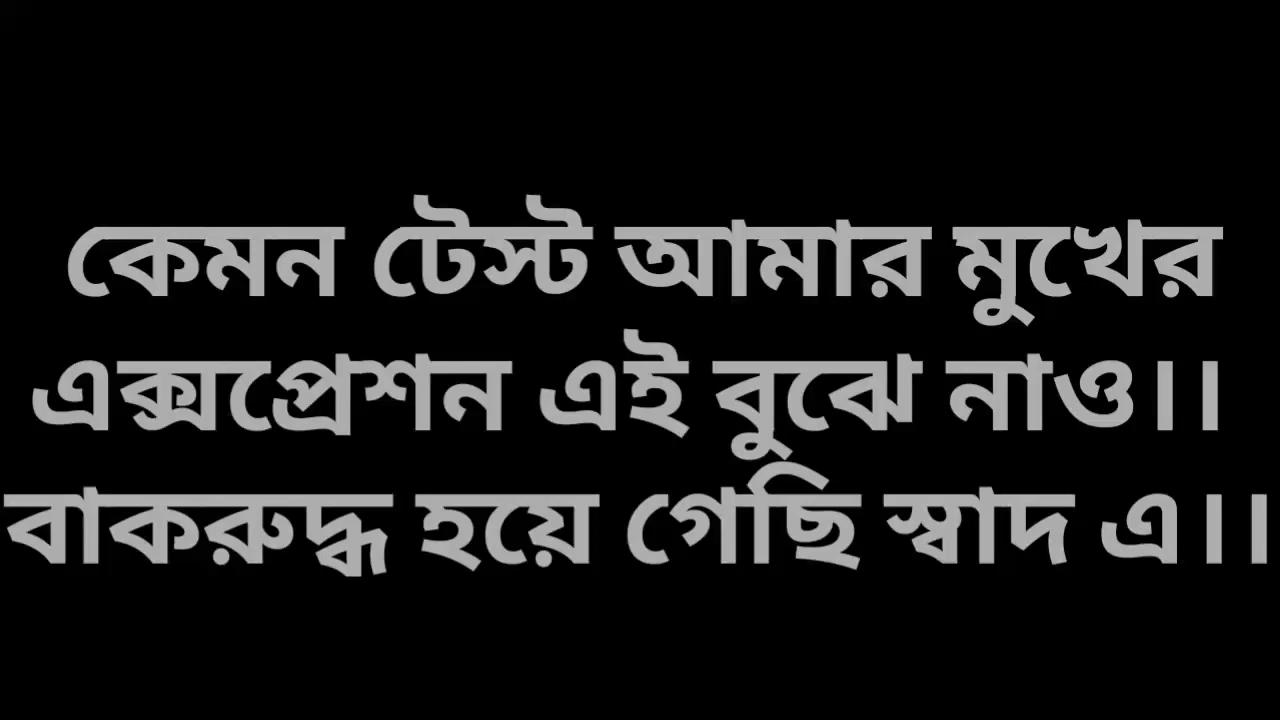 কেমন টেস্ট আমার মুখের
এক্সপ্রেশন এই বুঝে নাও।।
বাকরুদ্ধ হয়ে গেছি স্বাদ এ।।